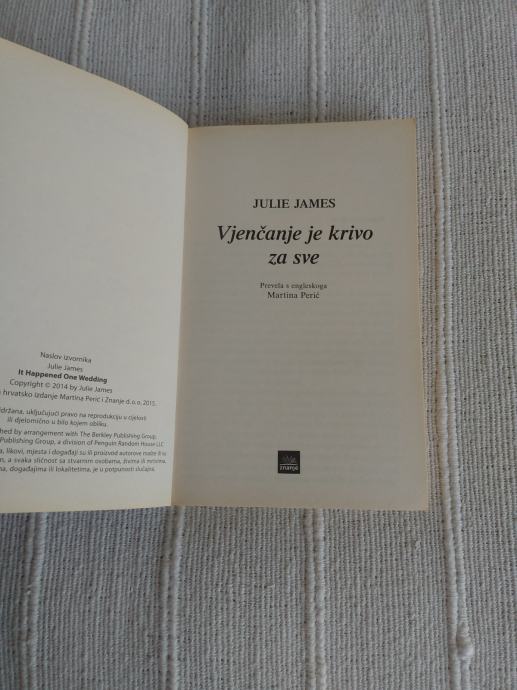 Naslov izvornika
Julie James
It Happened One Wedding
Copyright © 2014 by Julie James
hrvatsko izdanje Martina Perić i Znanje d.o.o, 2015.
držana, uključujući pravo na reprodukciju u cijelosti
ili djelomično u bilo kojem obliku.
hed by arrangement with The Berkley Publishing Group,
Publishing Group, a division of Penguin Random House LLC
a, likovi, mjesta i događaji su ili proizvod autorove mašte ili su
n, a svaka sličnost sa stvarnim osobama, živima ili mrtvima,
ma, događajima ili lokalitetima, je u potpunosti slučajna.
JULIE JAMES
Vjenčanje je krivo
za sve
Prevela s engleskoga
Martina Perić
znanje